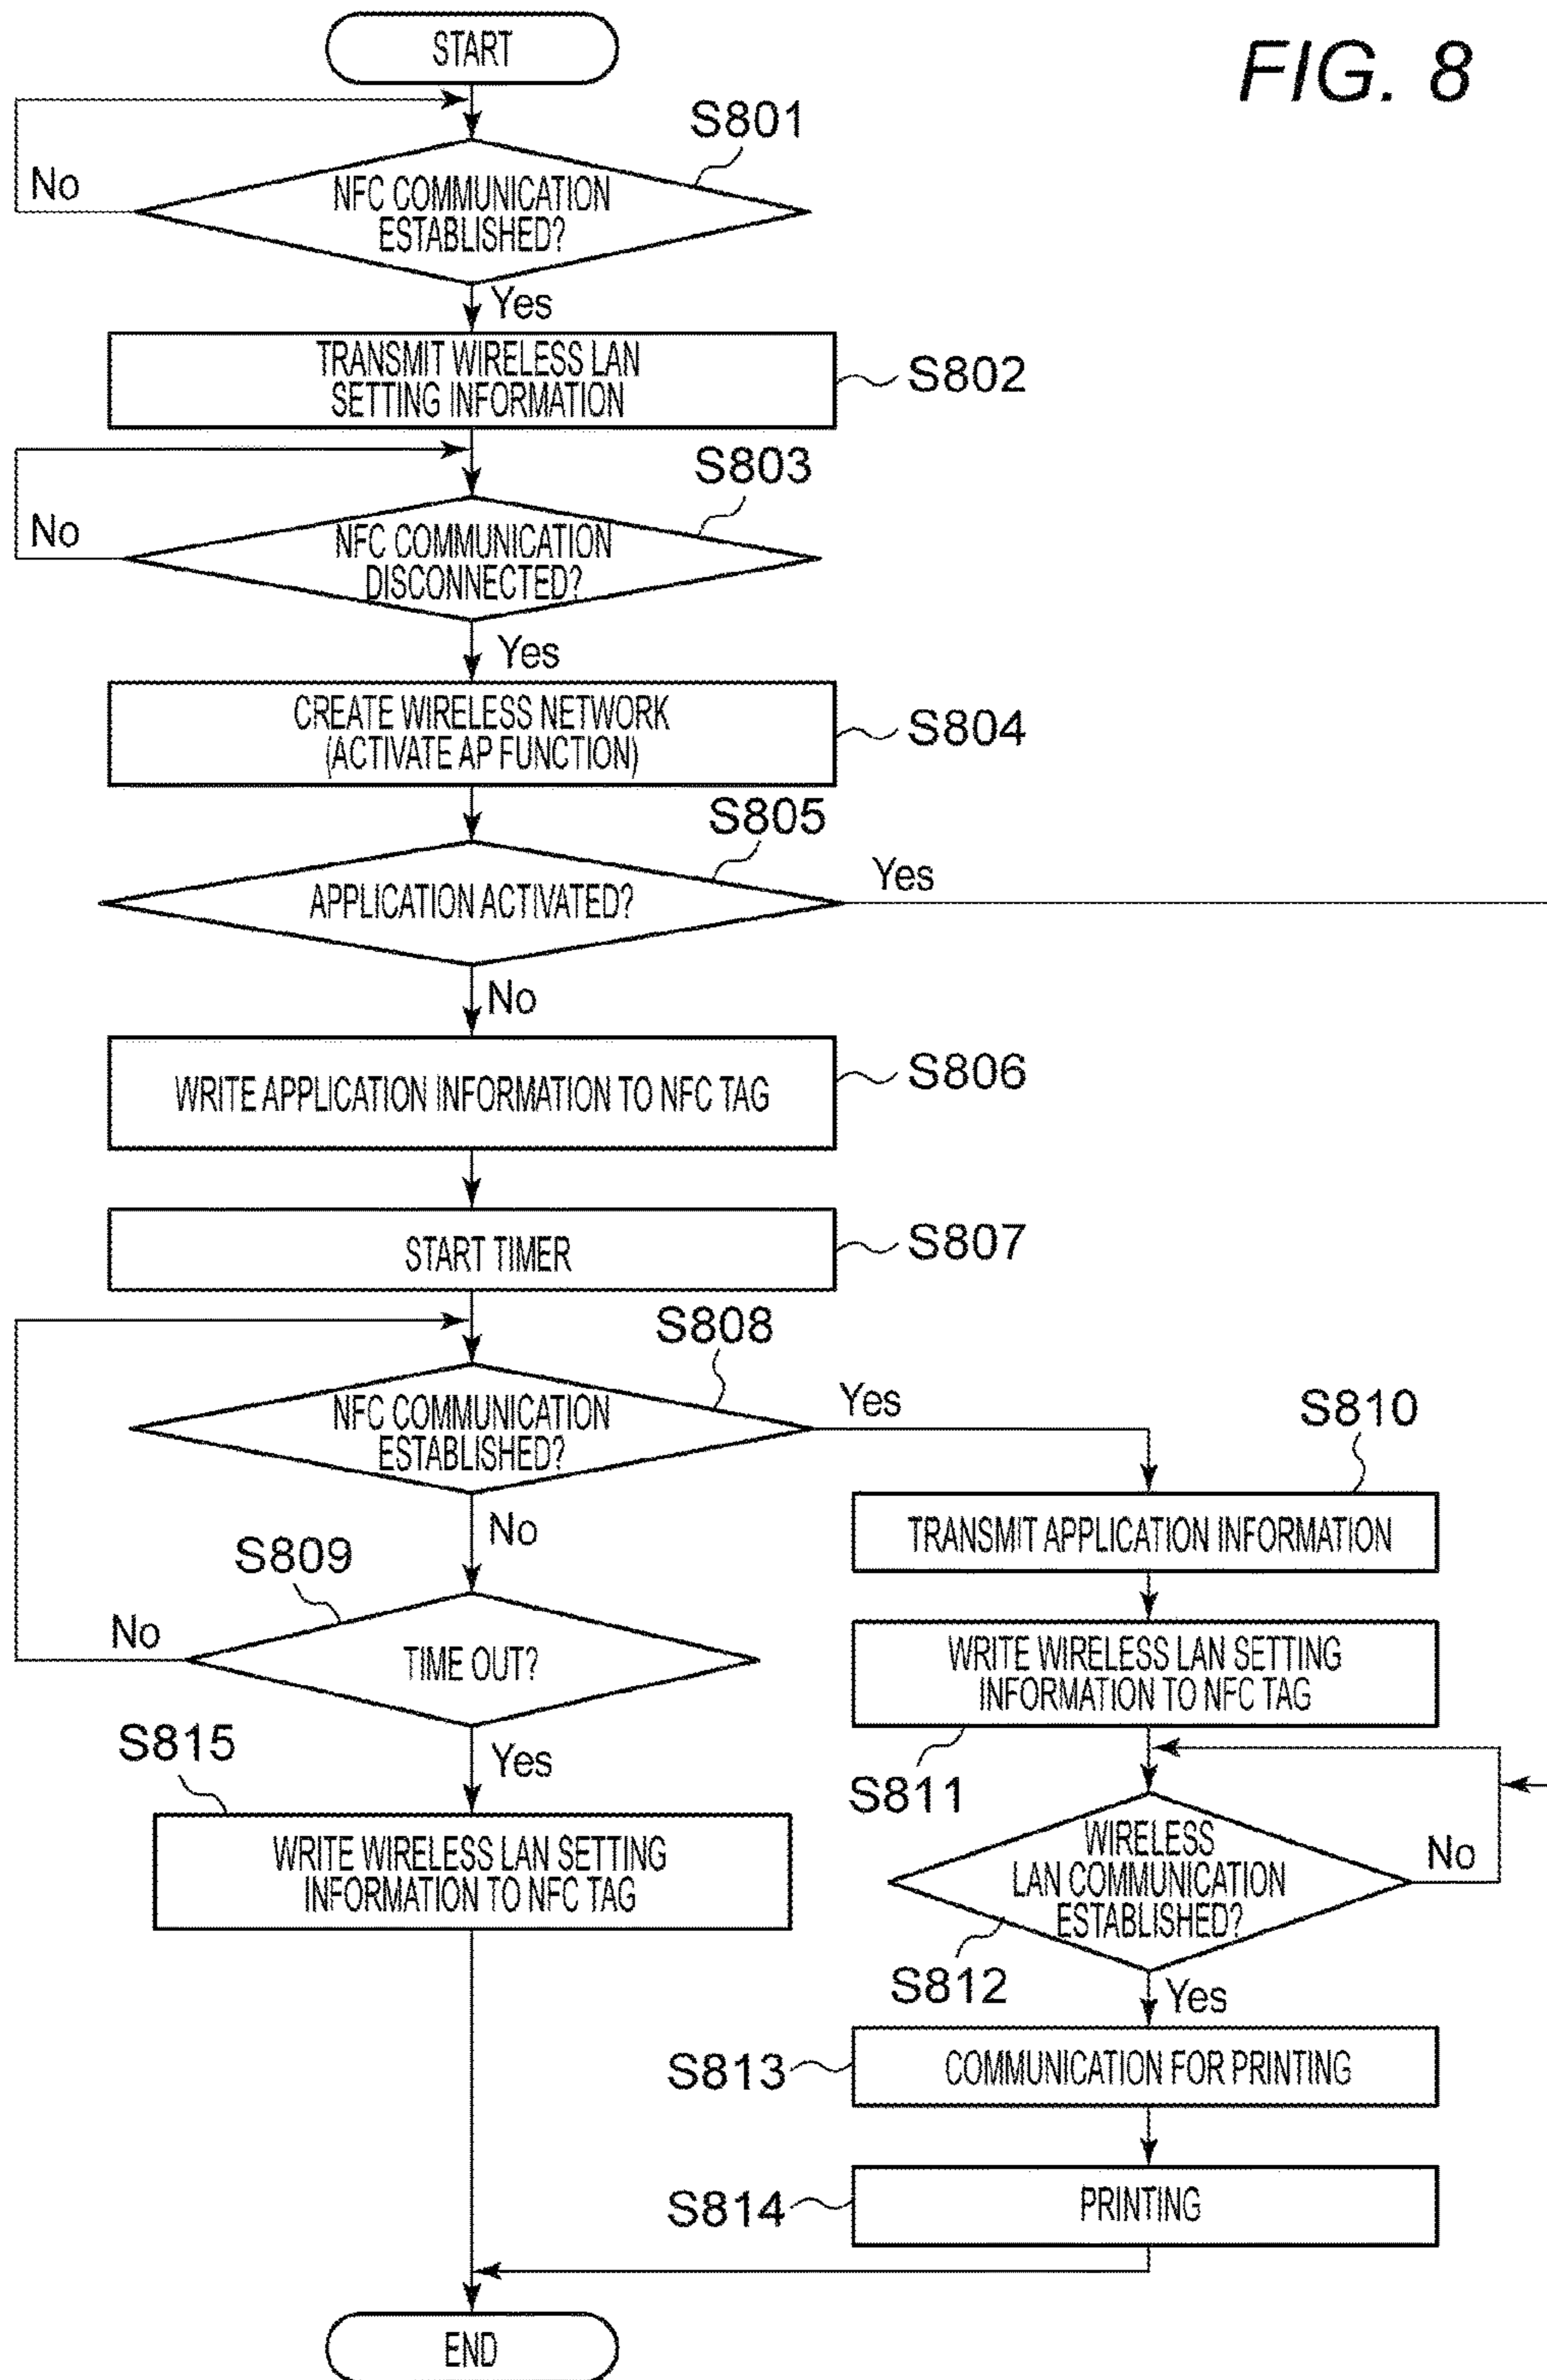 FIG. 8
START
S801
No
NFC COMMUNICATION
ESTABLISHED?
Yes
TRANSMIT WIRELESS LAN
SETTING INFORMATION
S802
S803
No
NFC COMMUNICATION
DISCONNECTED?
Yes
CREATE WIRELESS NETWORK
(ACTIVATE AP FUNCTION)
S804
S805
APPLICATION ACTIVATED?
Yes
No
WRITE APPLICATION INFORMATION TO NFC TAG
S806
START TIMER
S807
S808
NFC COMMUNICATION
ESTABLISHED?
Yes
No
S809
No
TIME OUT?
Yes
S815
WRITE WIRELESS LAN SETTING
INFORMATION TO NFC TAG
S810
TRANSMIT APPLICATION INFORMATION
WRITE WIRELESS LAN SETTING
INFORMATION TO NFC TAG
S811
WIRELESS
LAN COMMUNICATION
ESTABLISHED?
No
S812
Yes
S813
COMMUNICATION FOR PRINTING
S814
PRINTING
END